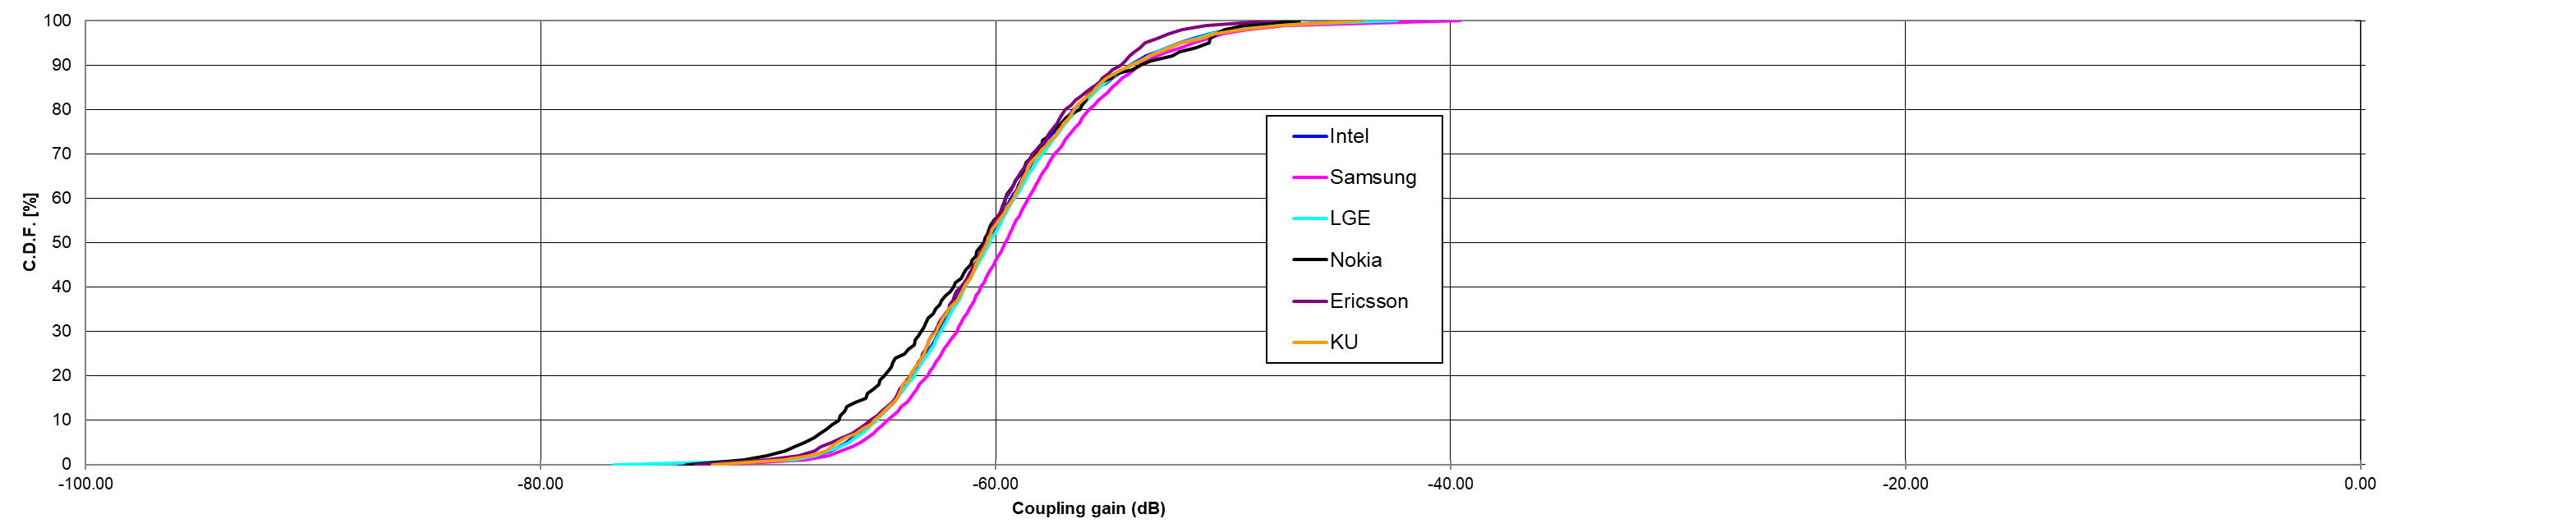 100
90
80
70
60
50
40
30
20
10
0
C.D.F. [%]
-100.00 -80.00 -60.00 -40.00 -20.00 0.00
Coupling gain (dB)
Intel
Samsung
LGE
Nokia
Ericsson
KU